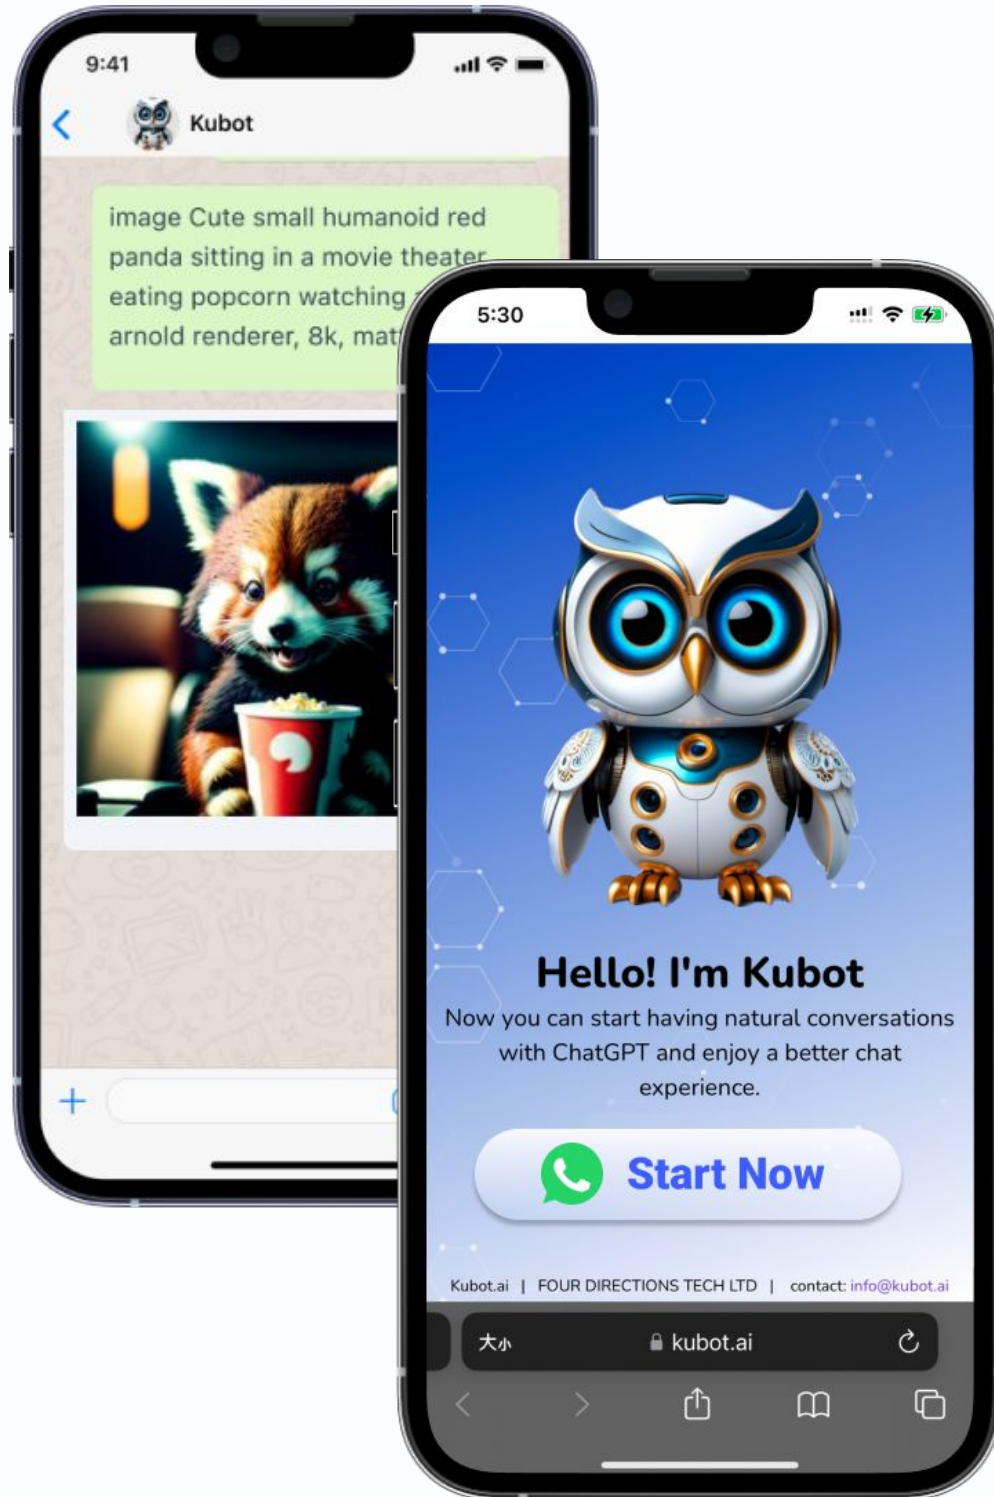 9:41
Kubot
image Cute small humanoid red
panda sitting in a movie theater
eating popcorn watching
arnold renderer, 8k,
5:30
Hello! I'm Kubot
Now you can start having natural conversations
with ChatGPT and enjoy a better chat
experience.
Start Now
Kubot.ai | FOUR DIRECTIONS TECH LTD | contact: info@kubot.ai
大小 kubot.ai